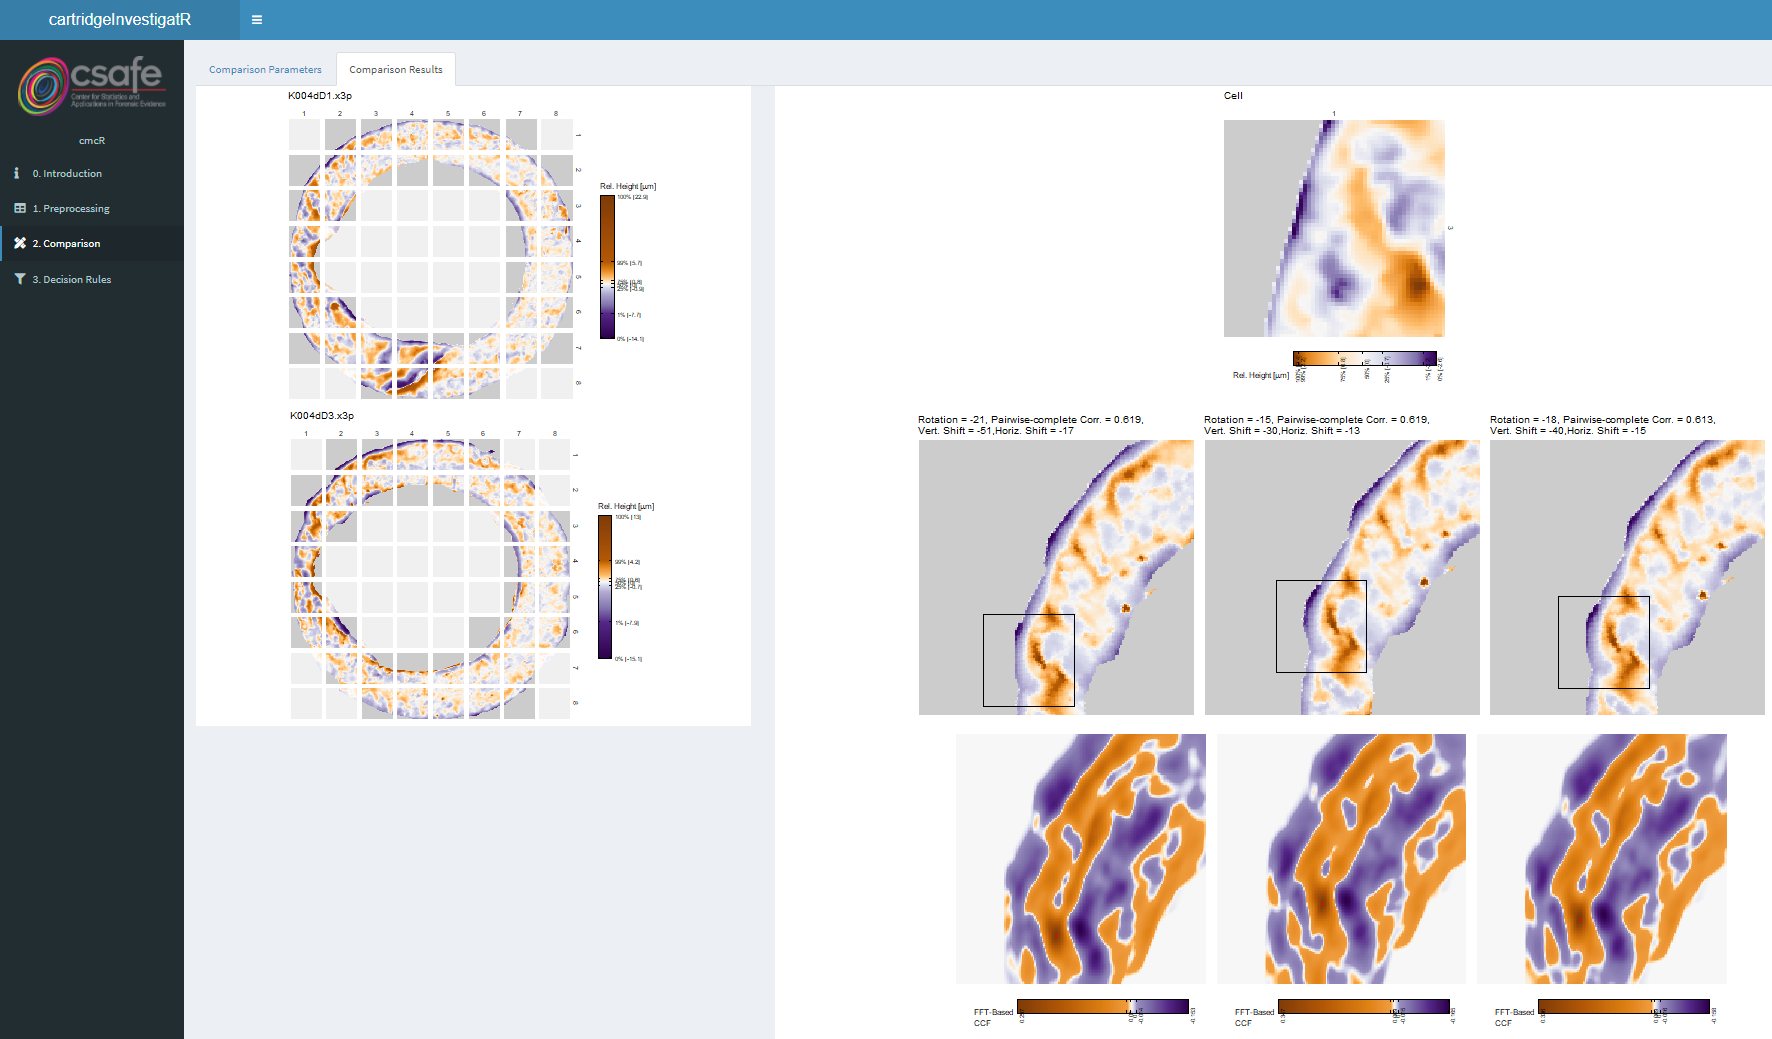 cartridgeInvestigatR
csafe
Center for Statistics and
Applications in Forensic Evidence
cmcR
0. Introduction
1. Preprocessing
2. Comparison
3. Decision Rules
Comparison Parameters
Comparison Results
K004dD1.x3p
1 2 3 4 5 6 7 8
1
2
3
4
5
6
7
8
Rel. Height [µm]
100% [22.9]
99% [5.7]
1% [-7.7]
0% [-14.1]
K004dD3.x3p
1 2 3 4 5 6 7 8
1
2
3
4
5
6
7
8
Rel. Height [µm]
100% [13]
99% [4.2]
1% [-7.9]
0% [-15.1]
Cell
1
3
Rel. Height [µm]
Rotation = -21, Pairwise-complete Corr. = 0.619,
Vert. Shift = -51,Horiz. Shift = -17
Rotation = -15, Pairwise-complete Corr. = 0.619,
Vert. Shift = -30,Horiz. Shift = -13
Rotation = -18, Pairwise-complete Corr. = 0.613,
Vert. Shift = -40,Horiz. Shift = -15
FFT-Based
CCF
FFT-Based
CCF
FFT-Based
CCF